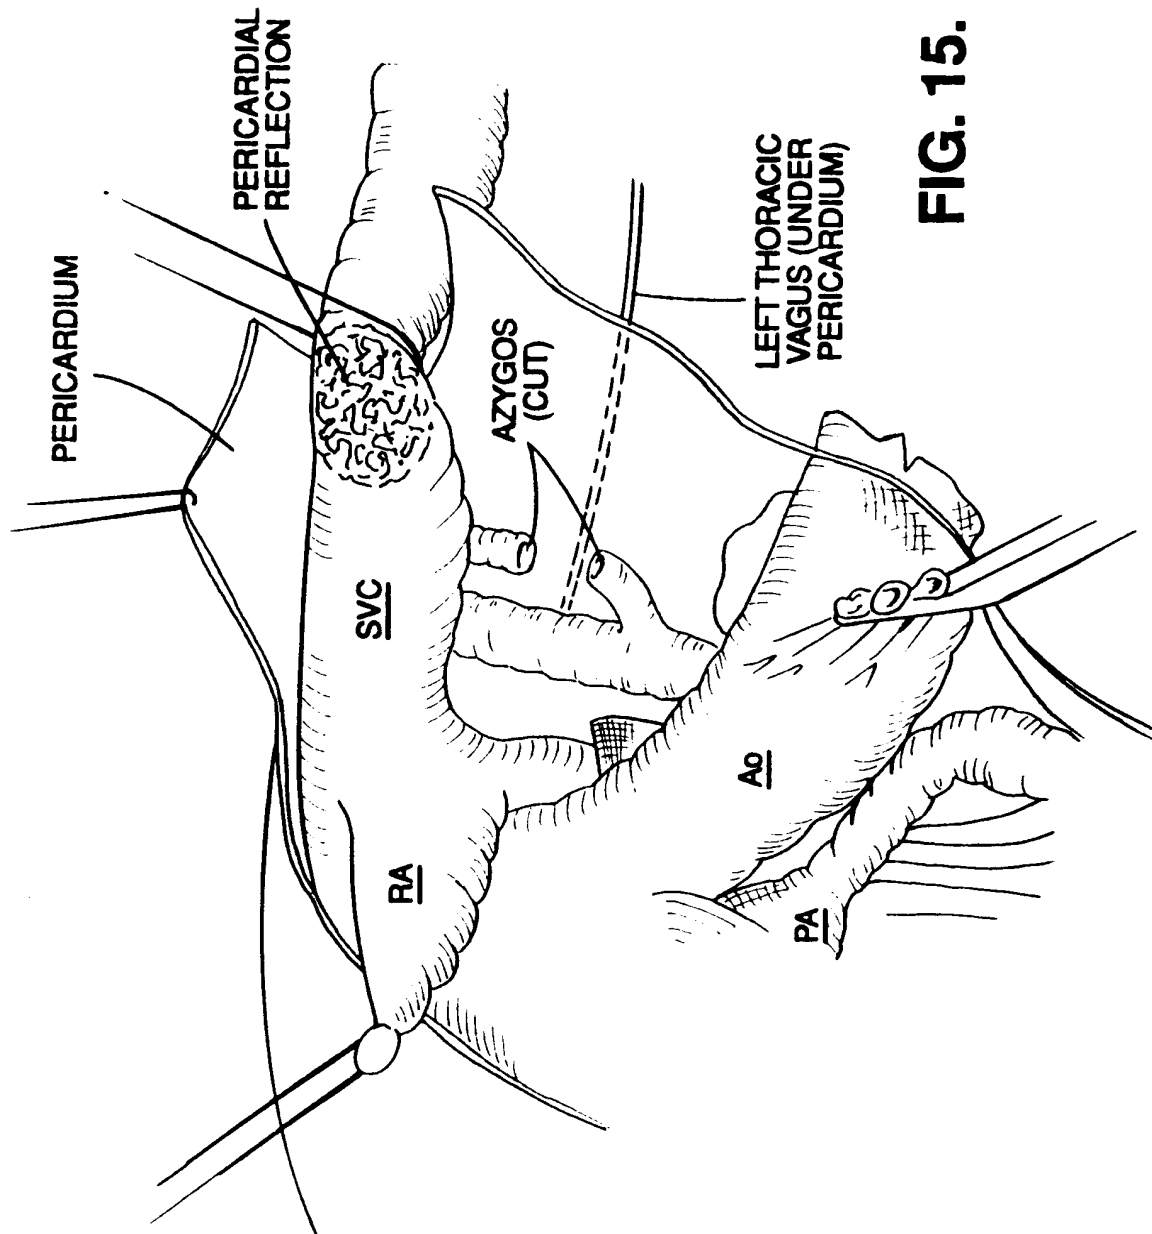 PERICARDIUM
PERICARDIAL
REFLECTION
SVC
AZYGOS
(CUT)
RA
LEFT THORACIC
VAGUS (UNDER
PERICARDIUM)
Ao
PA
FIG. 15.